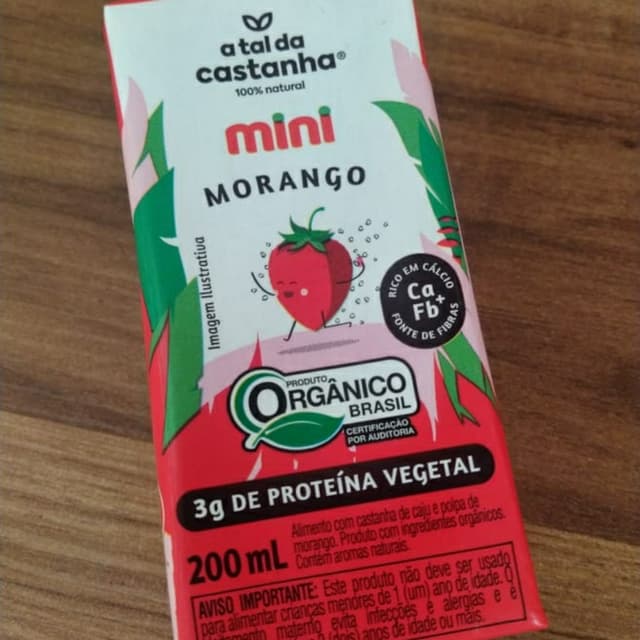 a tal da
castanha®
100% natural
mini
MORANGO
Imagem Ilustrativa
RICO EM CÁLCIO
Ca +
Fb
FONTE DE FIBRAS
PRODUTO
ORGÂNICO
BRASIL
CERTIFICAÇÃO
POR AUDITORIA
3g DE PROTEÍNA VEGETAL
200 mL
Alimento com castanha de caju e polpa de
morango. Produto com ingredientes orgânicos.
Contém aromas naturais.
AVISO IMPORTANTE: Este produto não deve ser usado
para alimentar crianças menores de 1 (um) ano de idade. O
materno evita infecções e alergias e é
anos de idade ou mais.